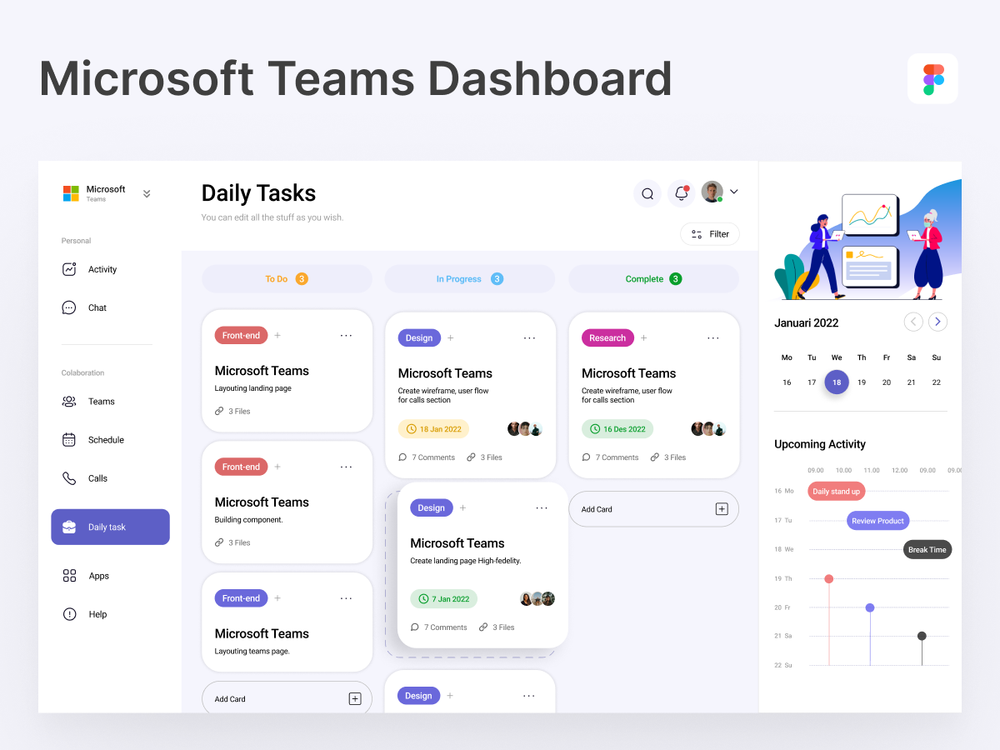 Microsoft Teams Dashboard
Microsoft
Teams
Personal
Activity
Chat
Colaboration
Teams
Schedule
Calls
Daily task
Apps
Help
Daily Tasks
You can edit all the stuff as you wish.
Filter
To Do 3
Front-end +
Microsoft Teams
Layouting landing page
3 Files
Front-end +
Microsoft Teams
Building component.
3 Files
Front-end +
Microsoft Teams
Layouting teams page.
Add Card
In Progress 3
Design +
Microsoft Teams
Create wireframe, user flow
for calls section
18 Jan 2022
7 Comments 3 Files
Design +
Microsoft Teams
Create landing page High-fedelity.
7 Jan 2022
7 Comments 3 Files
Design +
Complete 3
Research +
Microsoft Teams
Create wireframe, user flow
for calls section
16 Des 2022
7 Comments 3 Files
Add Card
Januari 2022
Mo Tu We Th Fr Sa Su
16 17 18 19 20 21 22
Upcoming Activity
09.00 10.00 11.00 12.00 09.00 09.00
16 Mo Daily stand up
17 Tu Review Product
18 We Break Time
19 Th
20 Fr
21 Sa
22 Su